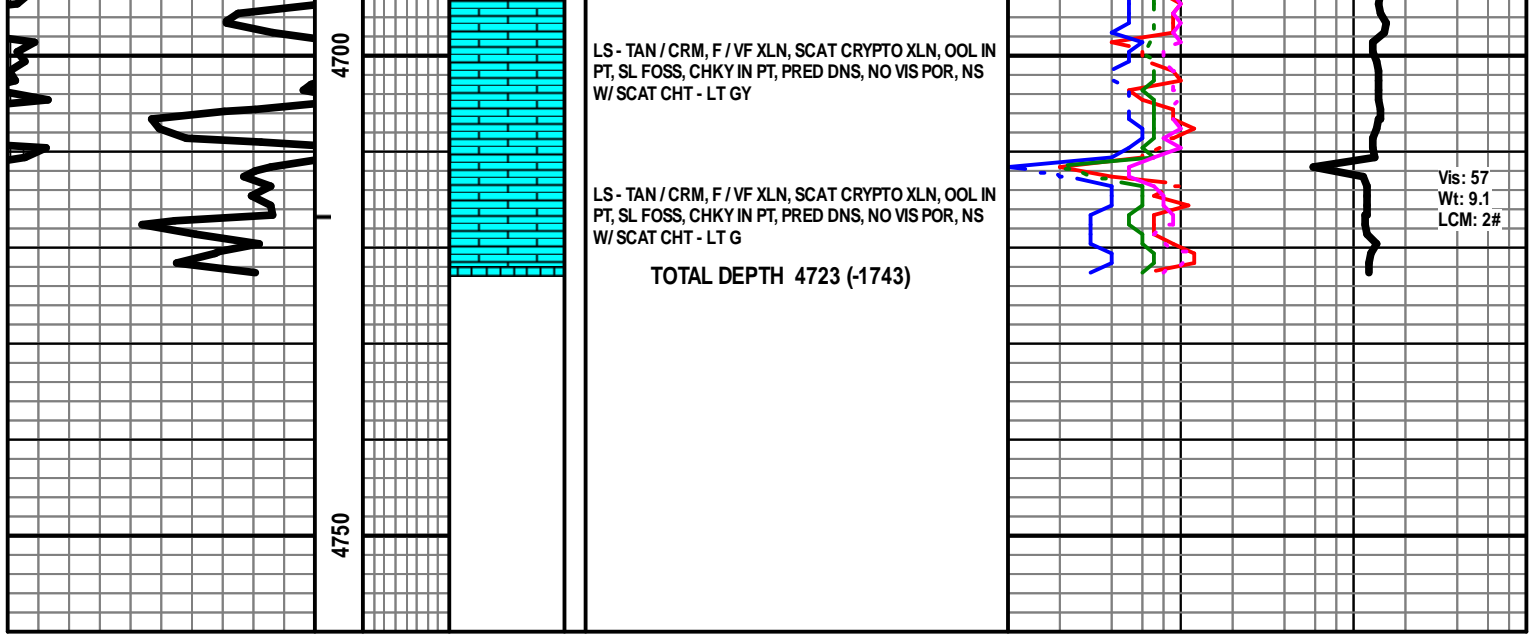 4700
LS - TAN / CRM, F / VF XLN, SCAT CRYPTO XLN, OOL IN
PT, SL FOSS, CHKY IN PT, PRED DNS, NO VIS POR, NS
W/ SCAT CHT - LT GY
LS - TAN / CRM, F / VF XLN, SCAT CRYPTO XLN, OOL IN
PT, SL FOSS, CHKY IN PT, PRED DNS, NO VIS POR, NS
W/ SCAT CHT - LT G
Vis: 57
Wt: 9.1
LCM: 2#
TOTAL DEPTH 4723 (-1743)
4750